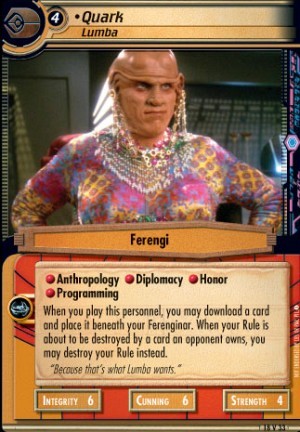 4
•Quark
Lumba
Ferengi
•Anthropology •Diplomacy •Honor
•Programming
When you play this personnel, you may download a card
and place it beneath your Ferenginar. When your Rule is
about to be destroyed by a card an opponent owns, you
may destroy your Rule instead.
"Because that's what Lumba wants."
INTEGRITY 6 CUNNING 6 STRENGTH 4